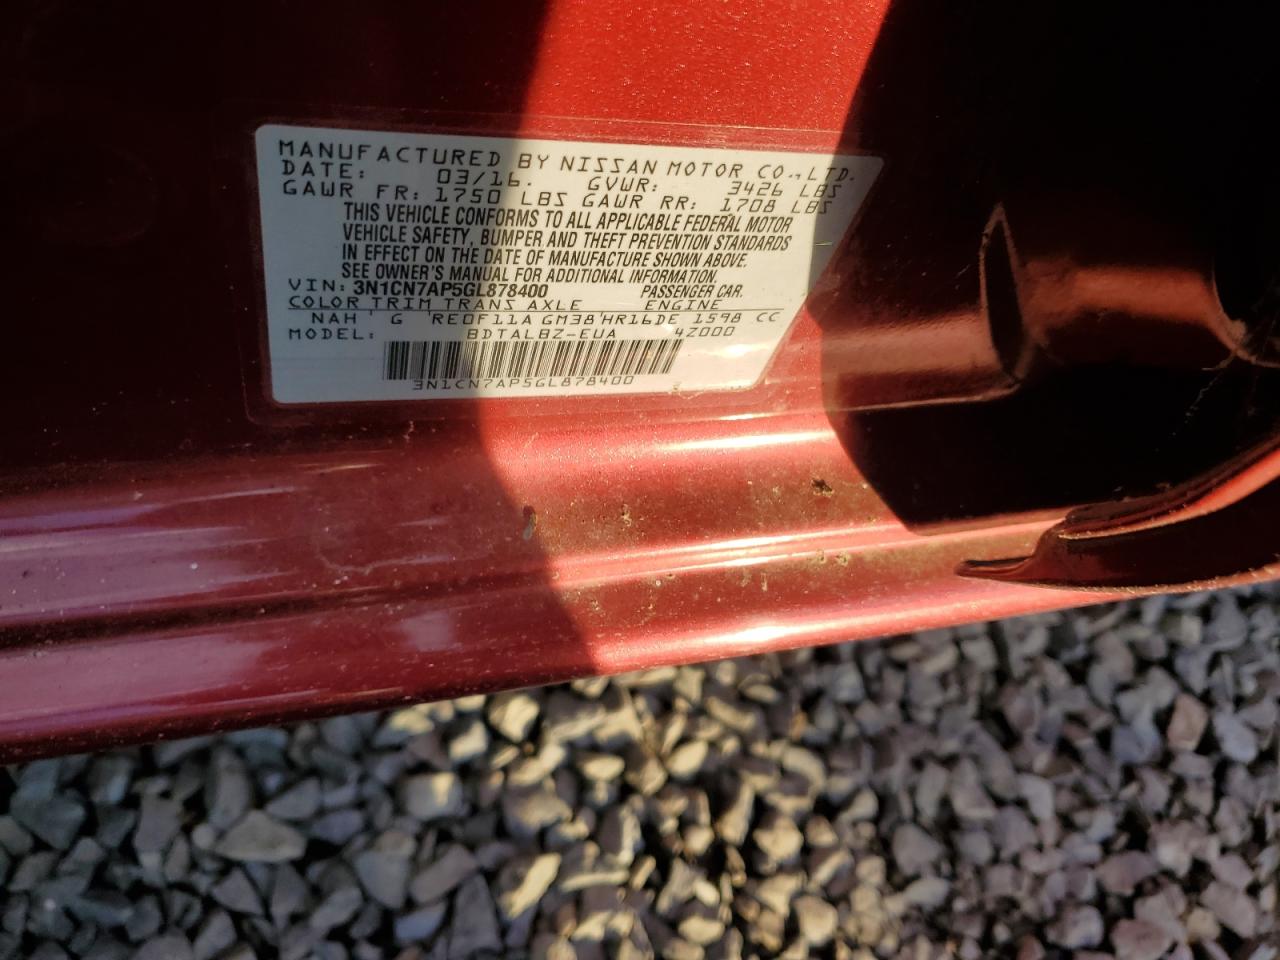 MANUFACTURED BY NISSAN MOTOR CO., LTD.
DATE: 03/16. GVWR: 3426 LBS
GAWR FR: 1750 LBS GAWR RR: 1708 LBS
THIS VEHICLE CONFORMS TO ALL APPLICABLE FEDERAL MOTOR
VEHICLE SAFETY, BUMPER AND THEFT PREVENTION STANDARDS
IN EFFECT ON THE DATE OF MANUFACTURE SHOWN ABOVE.
SEE OWNER'S MANUAL FOR ADDITIONAL INFORMATION.
VIN: 3N1CN7AP5GL878400 PASSENGER CAR.
COLOR TRIM TRANS AXLE ENGINE
NAH G RE0F11A GM38 HR16DE 1598 CC
MODEL: BDTALBZ-EUA 4Z000
3N1CN7AP5GL878400